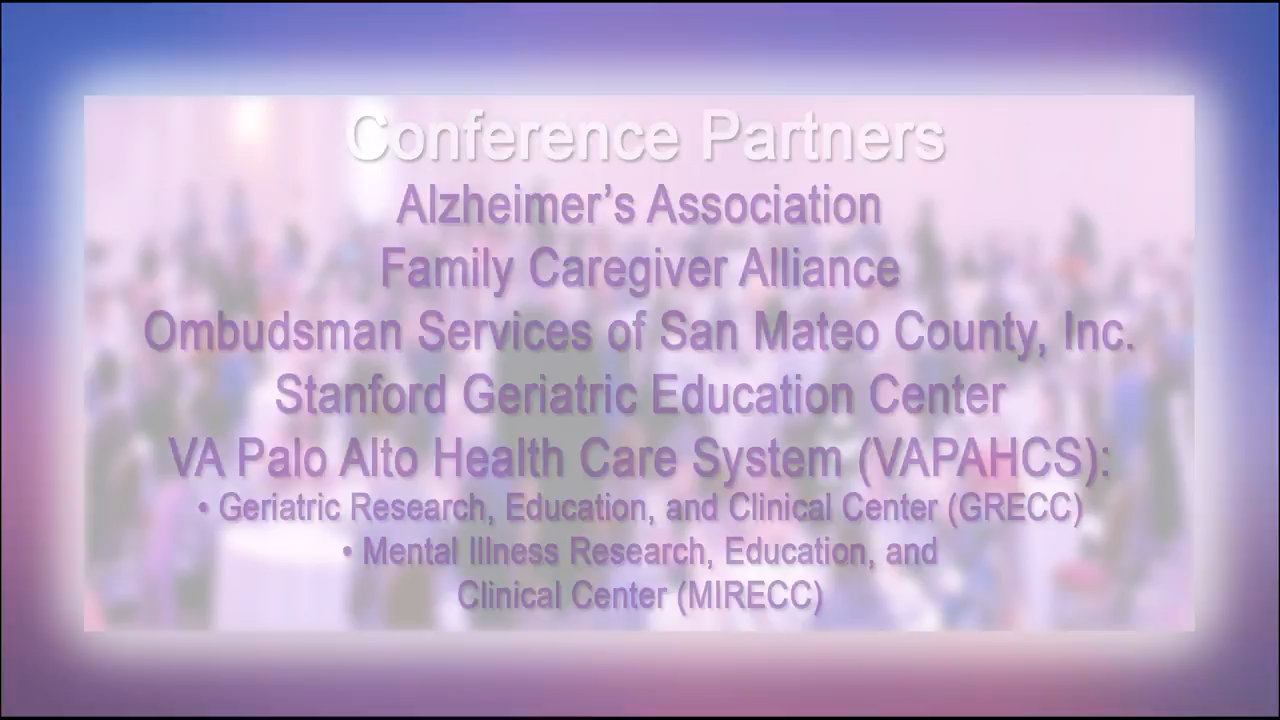 Conference Partners
Alzheimer’s Association
Family Caregiver Alliance
Ombudsman Services of San Mateo County, Inc.
Stanford Geriatric Education Center
VA Palo Alto Health Care System (VAPAHCS):
• Geriatric Research, Education, and Clinical Center (GRECC)
• Mental Illness Research, Education, and
Clinical Center (MIRECC)